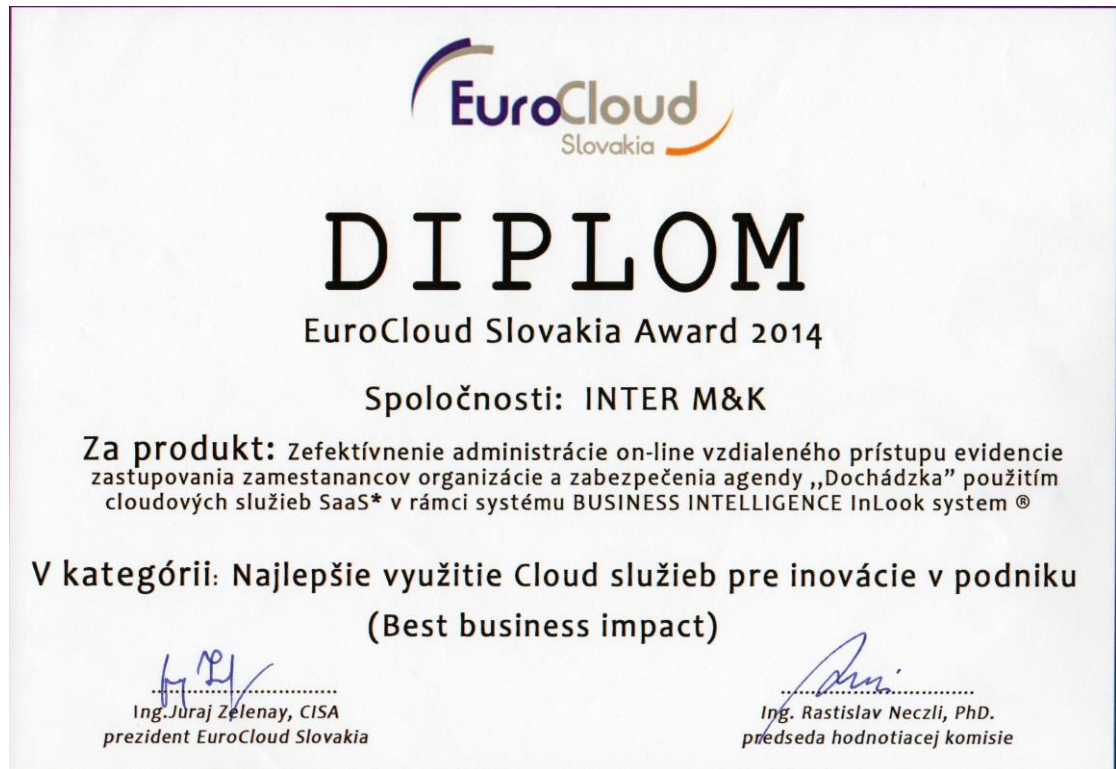 EuroCloud
Slovakia
DIPLOM
EuroCloud Slovakia Award 2014
Spoločnosti: INTER M&K
Za produkt: Zefektívnenie administrácie on-line vzdialeného prístupu evidencie
zastupovania zamestanancov organizácie a zabezpečenia agendy ,,Dochádzka” použitím
cloudových služieb SaaS* v rámci systému BUSINESS INTELLIGENCE InLook system ®
V kategórii: Najlepšie využitie Cloud služieb pre inovácie v podniku
(Best business impact)
Ing.Juraj Zelenay, CISA
prezident EuroCloud Slovakia
Ing. Rastislav Neczli, PhD.
predseda hodnotiacej komisie